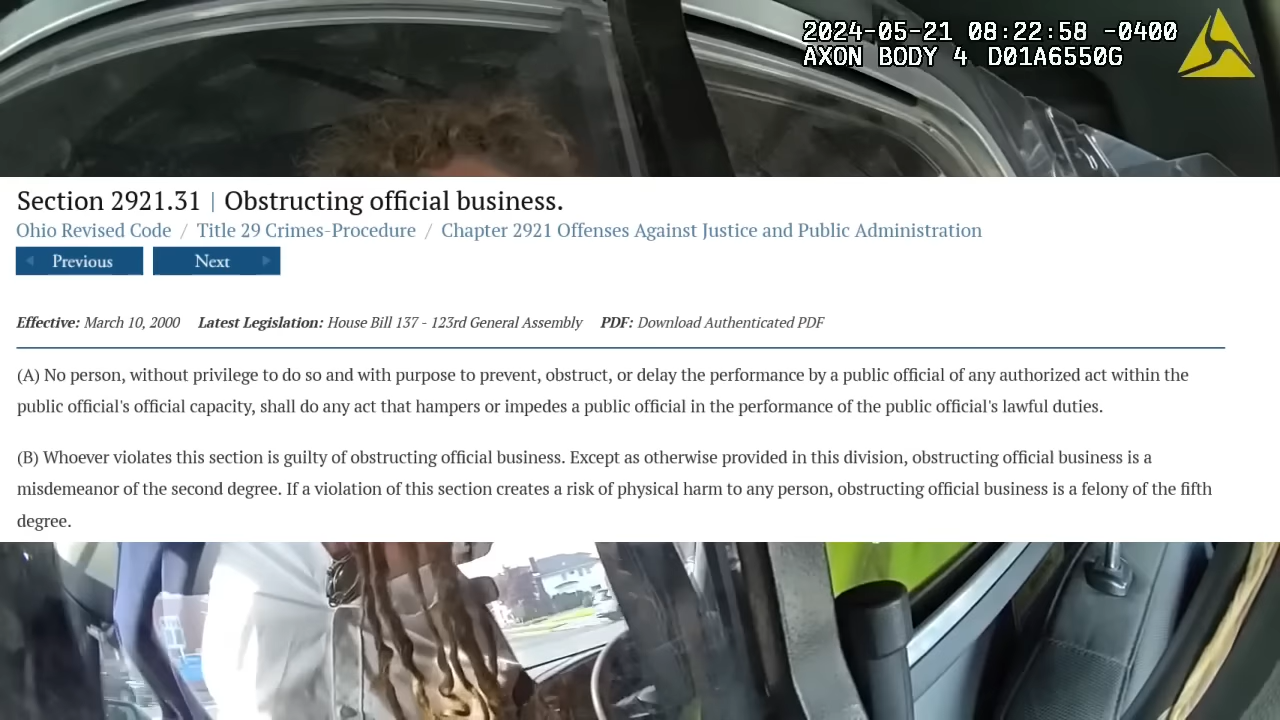 2024-05-21 08:22:58 -0400
AXON BODY 4 D01A6550G
Section 2921.31 | Obstructing official business.
Ohio Revised Code / Title 29 Crimes-Procedure / Chapter 2921 Offenses Against Justice and Public Administration
Previous Next
Effective: March 10, 2000 Latest Legislation: House Bill 137 - 123rd General Assembly PDF: Download Authenticated PDF
(A) No person, without privilege to do so and with purpose to prevent, obstruct, or delay the performance by a public official of any authorized act within the
public official's official capacity, shall do any act that hampers or impedes a public official in the performance of the public official's lawful duties.
(B) Whoever violates this section is guilty of obstructing official business. Except as otherwise provided in this division, obstructing official business is a
misdemeanor of the second degree. If a violation of this section creates a risk of physical harm to any person, obstructing official business is a felony of the fifth
degree.